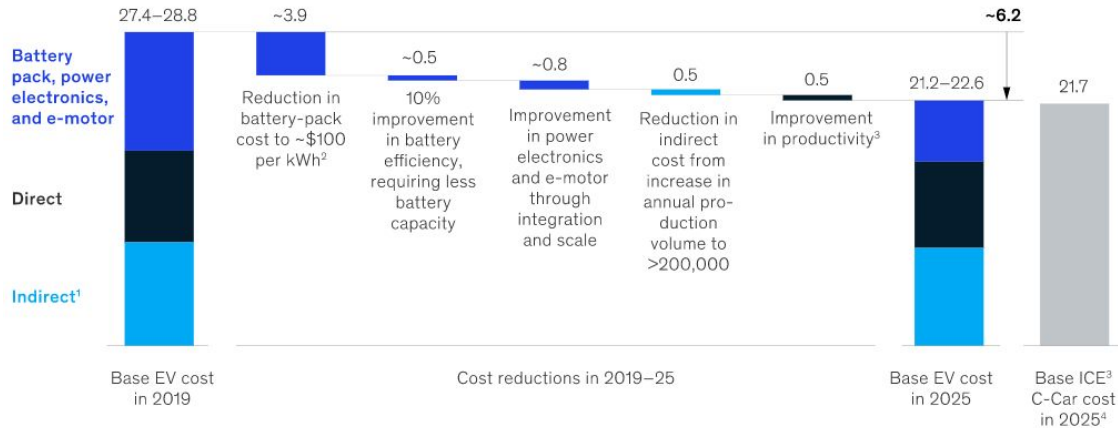 27.4–28.8
~3.9
~0.5
~0.8
0.5
0.5
21.2–22.6
~6.2
21.7
Battery
pack, power
electronics,
and e-motor
Direct
Indirect¹
Reduction in
battery-pack
cost to ~$100
per kWh²
10%
improvement
in battery
efficiency,
requiring less
battery
capacity
Improvement
in power
electronics
and e-motor
through
integration
and scale
Reduction in
indirect
cost from
increase in
annual pro-
duction
volume to
>200,000
Improvement
in productivity³
Base EV cost
in 2019
Cost reductions in 2019–25
Base EV cost
in 2025
Base ICE³
C-Car cost
in 2025⁴